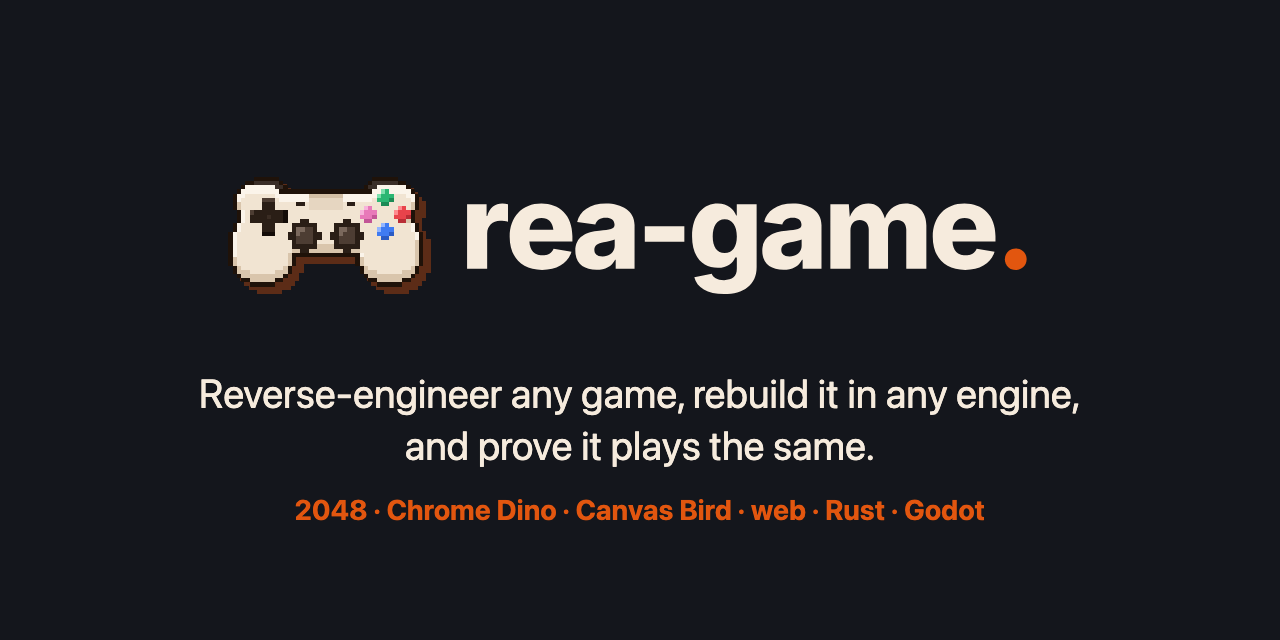 rea-game.
Reverse-engineer any game, rebuild it in any engine,
and prove it plays the same.
2048 · Chrome Dino · Canvas Bird · web · Rust · Godot